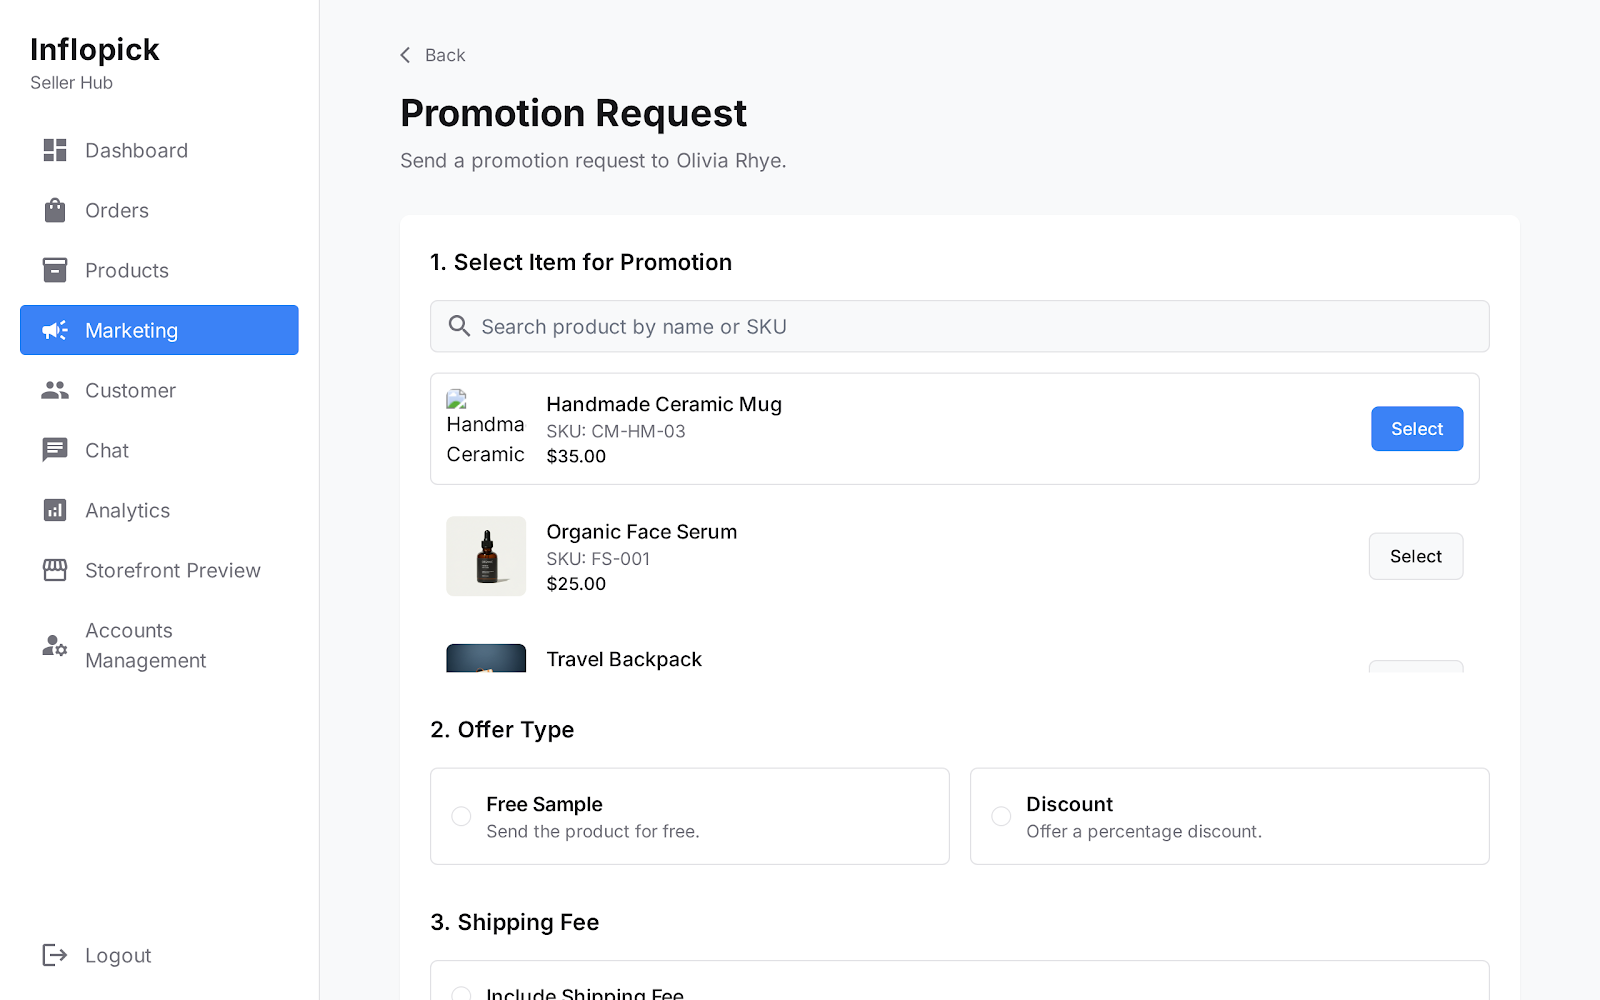 Inflopick
Seller Hub
Dashboard
Orders
Products
Marketing
Customer
Chat
Analytics
Storefront Preview
Accounts
Management
Logout
Back
Promotion Request
Send a promotion request to Olivia Rhye.
1. Select Item for Promotion
Search product by name or SKU
Handma
Ceramic
Handmade Ceramic Mug
SKU: CM-HM-03
$35.00
Select
Organic Face Serum
SKU: FS-001
$25.00
Select
Travel Backpack
2. Offer Type
Free Sample
Send the product for free.
Discount
Offer a percentage discount.
3. Shipping Fee
Include Shipping Fee